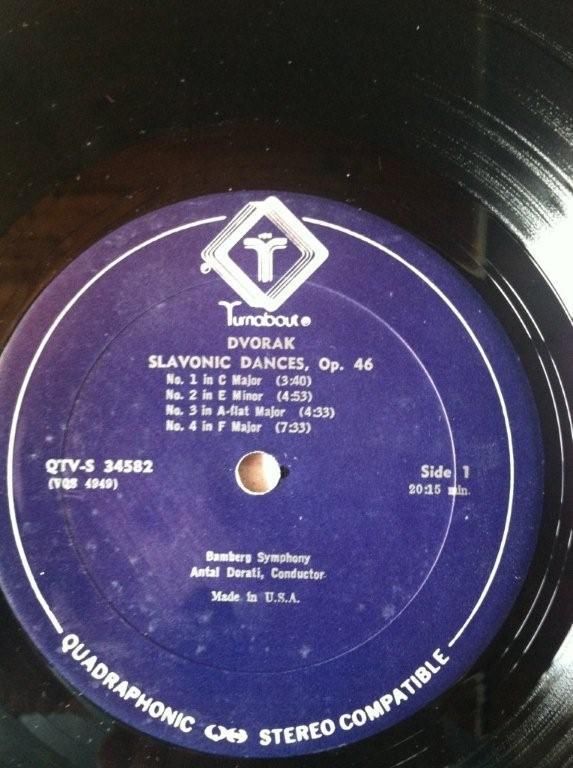 Turnabout
DVORAK
SLAVONIC DANCES, Op. 46
No. 1 in C Major (3:40)
No. 2 in E Minor (4:53)
No. 3 in A-flat Major (4:33)
No. 4 in F Major (7:33)
QTV-S 34582
(VQS 4949)
Side 1
20:15 min.
Bamberg Symphony
Antal Dorati, Conductor
Made in U.S.A.
QUADRAPHONIC QS STEREO COMPATIBLE